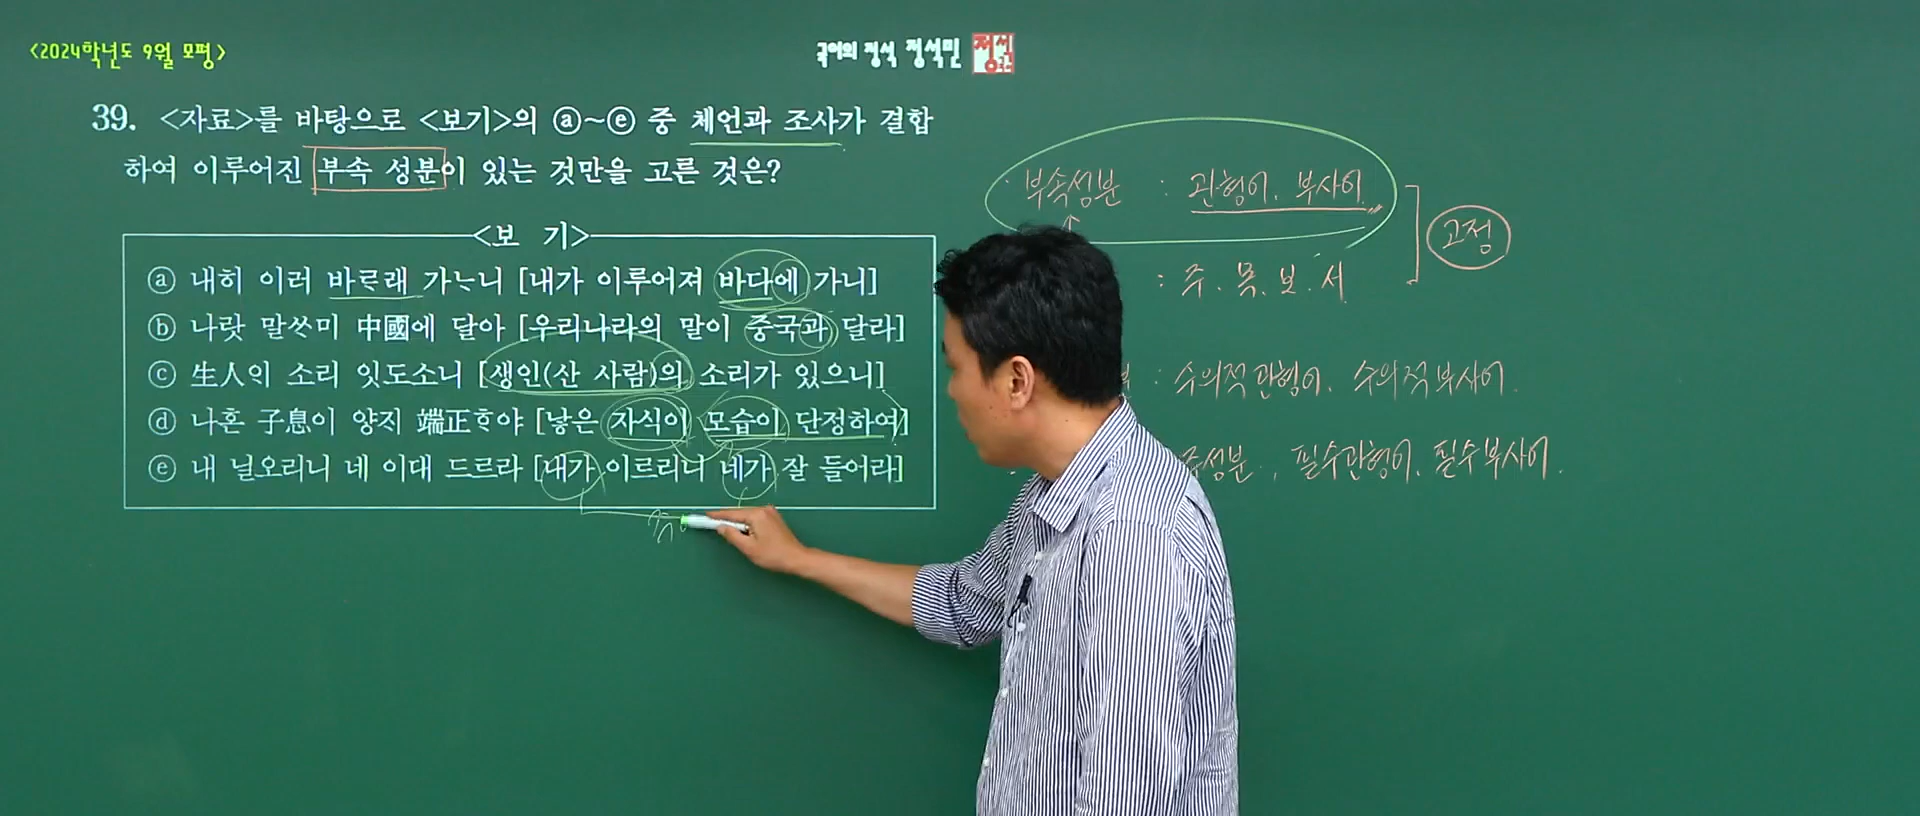 <2024학년도 9월 모평>
국어의 정석 정석민
39. <자료>를 바탕으로 <보기>의 ⓐ~ⓔ 중 체언과 조사가 결합
하여 이루어진 부속 성분이 있는 것만을 고른 것은?
<보 기>
ⓐ 내히 이러 바ᄅᆞ래 가ᄂᆞ니 [내가 이루어져 바다에 가니]
ⓑ 나랏 말ᄊᆞ미 中國에 달아 [우리나라의 말이 중국과 달라]
ⓒ 生人ᄋᆡ 소리 잇도소니 [생인(산 사람)의 소리가 있으니]
ⓓ 나혼 子息이 양ᄌᆡ 端正ᄒᆞ야 [낳은 자식이 모습이 단정하여]
ⓔ 내 닐오리니 네 이대 드르라 [내가 이르리니 네가 잘 들어라]
부속성분 : 관형어, 부사어
: 주.목.보.서
고정
: 수의적 관형어, 수의적 부사어.
성분, 필수관형어, 필수부사어.